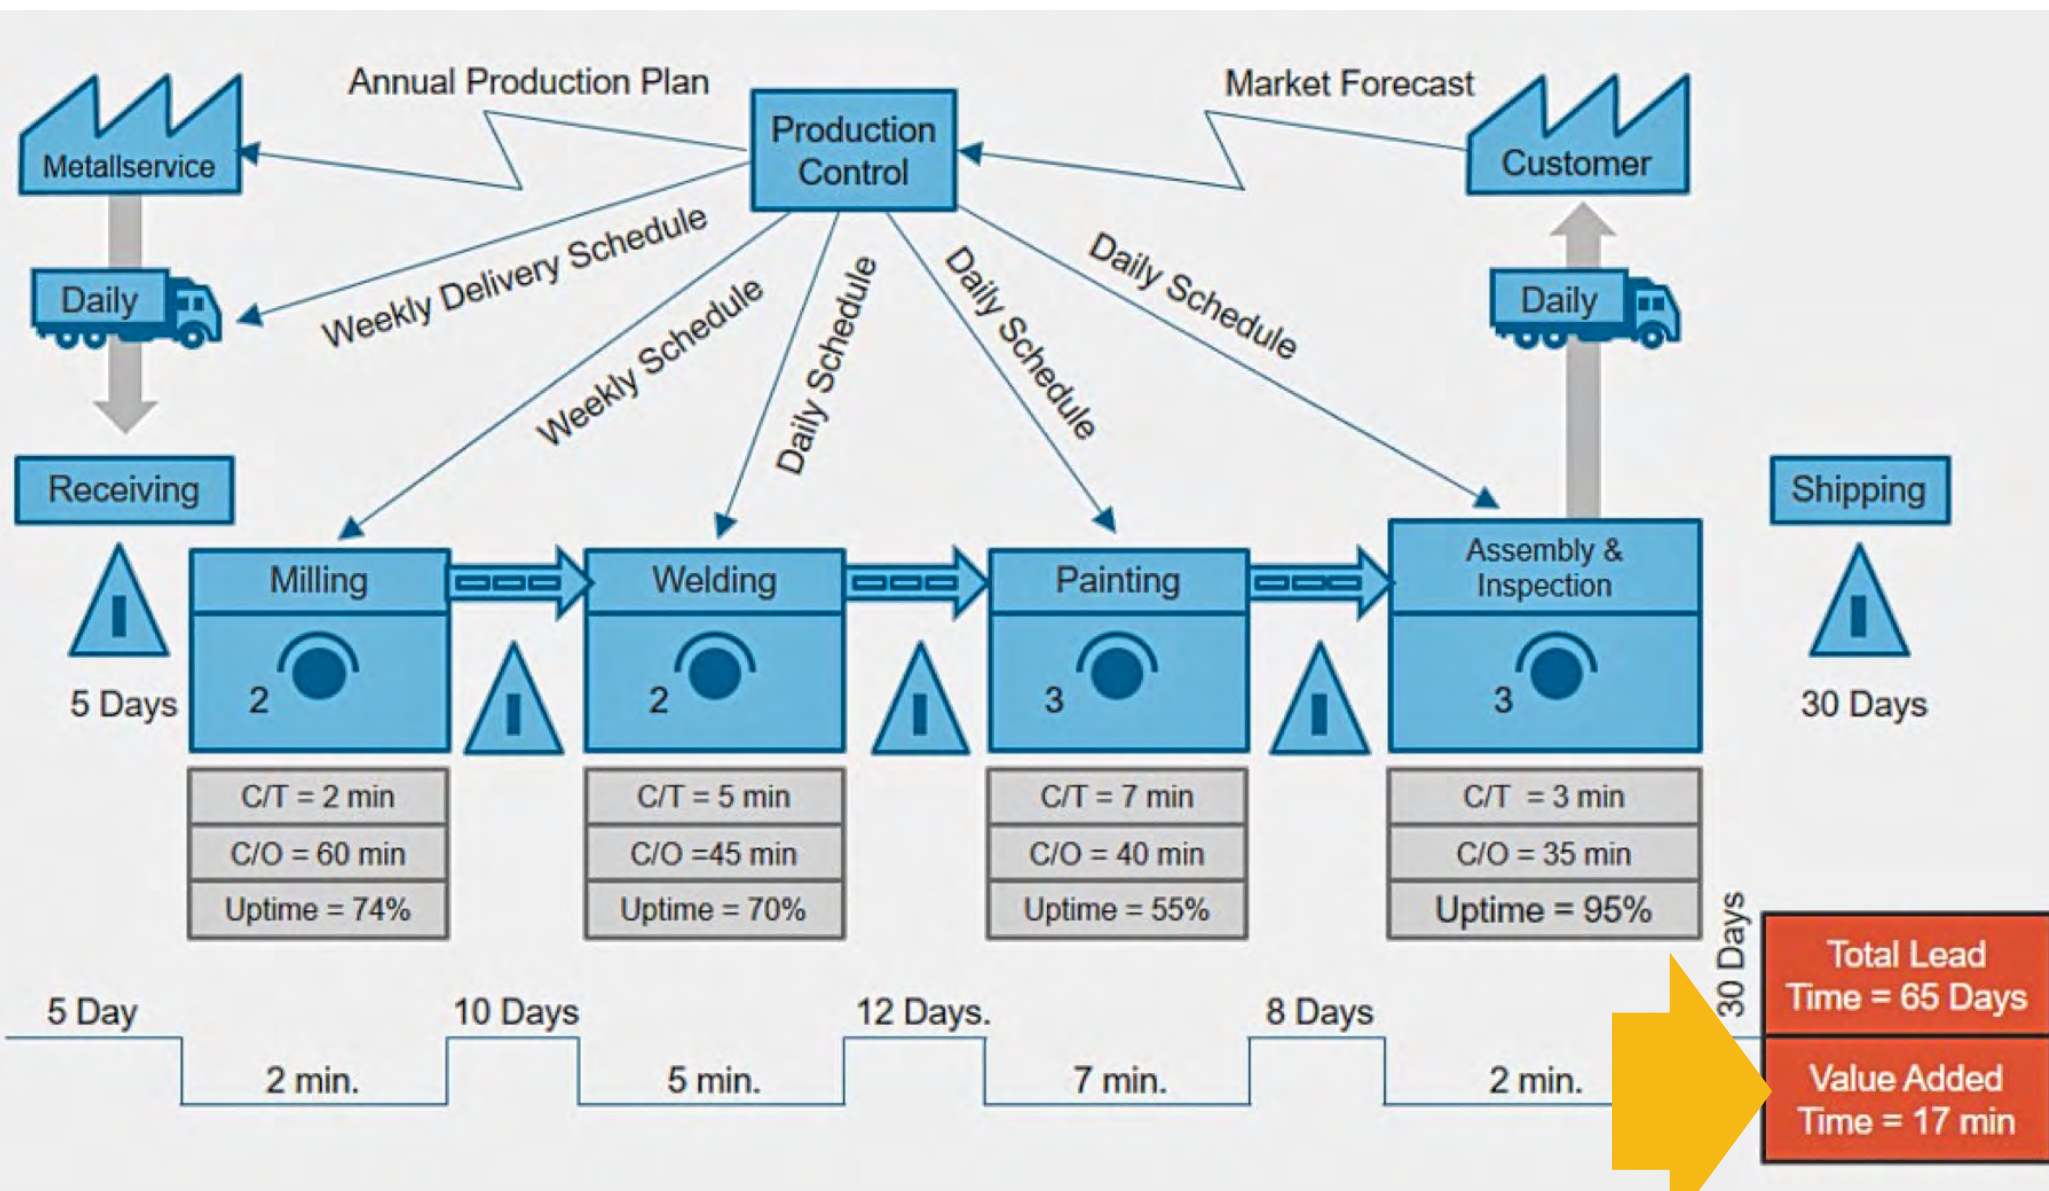 Annual Production Plan
Market Forecast
Production
Control
Metallservice
Customer
Weekly Delivery Schedule
Weekly Schedule
Daily Schedule
Daily Schedule
Daily Schedule
Daily
Daily
Receiving
Shipping
Milling
Welding
Painting
Assembly &
Inspection
I
I
I
I
I
5 Days
2
2
3
3
30 Days
C/T = 2 min
C/O = 60 min
Uptime = 74%
C/T = 5 min
C/O =45 min
Uptime = 70%
C/T = 7 min
C/O = 40 min
Uptime = 55%
C/T = 3 min
C/O = 35 min
Uptime = 95%
5 Day
10 Days
12 Days.
8 Days
30 Days
2 min.
5 min.
7 min.
2 min.
Total Lead
Time = 65 Days
Value Added
Time = 17 min